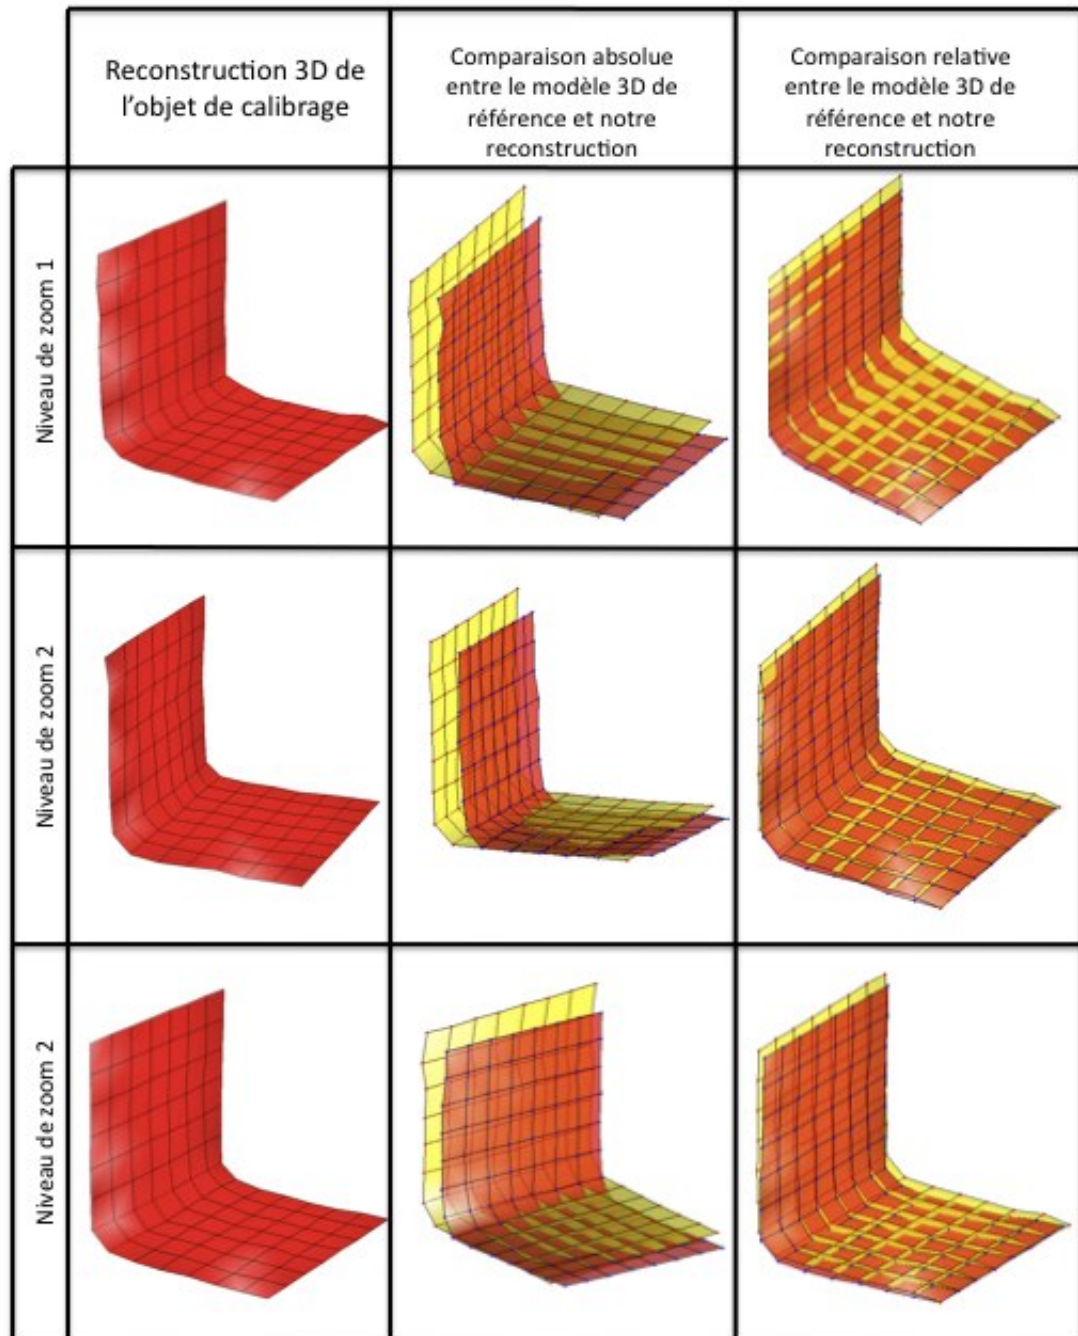 Reconstruction 3D de
l'objet de calibrage
Comparaison absolue
entre le modèle 3D de
référence et notre
reconstruction
Comparaison relative
entre le modèle 3D de
référence et notre
reconstruction
Niveau de zoom 1
Niveau de zoom 2
Niveau de zoom 2